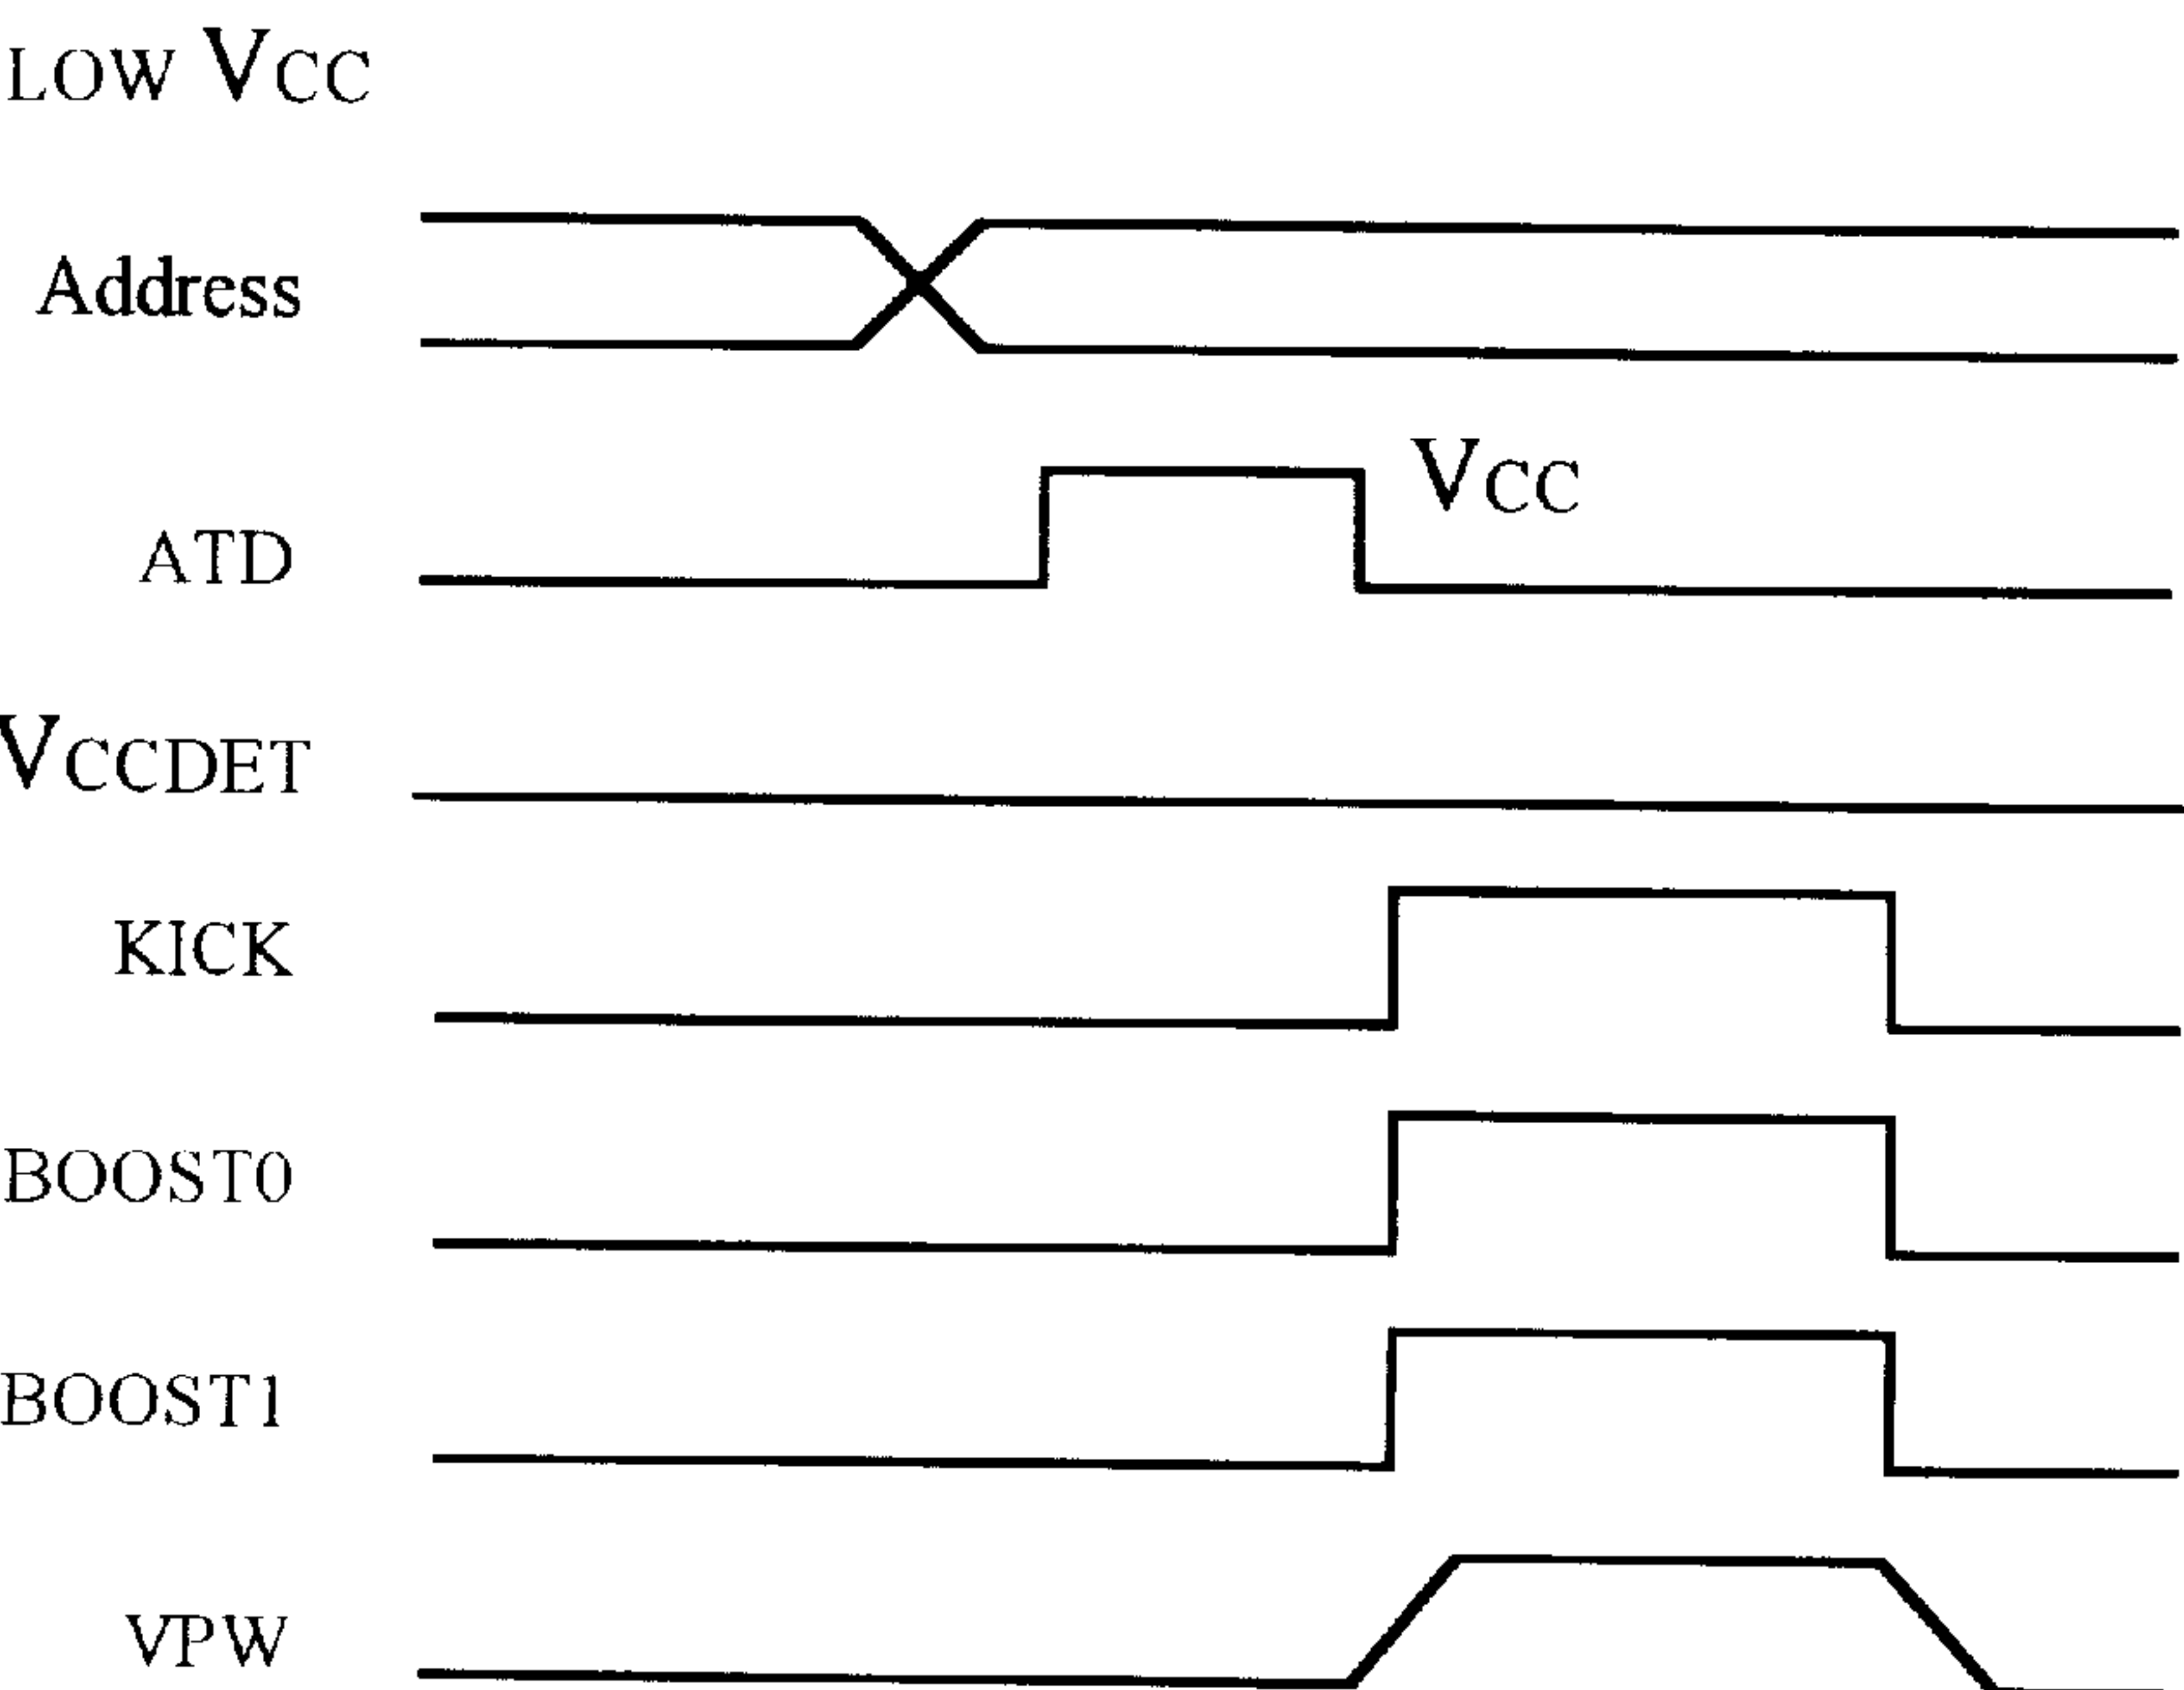 LOW VCC
Address
VCC
ATD
VCCDET
KICK
BOOST0
BOOST1
VPW